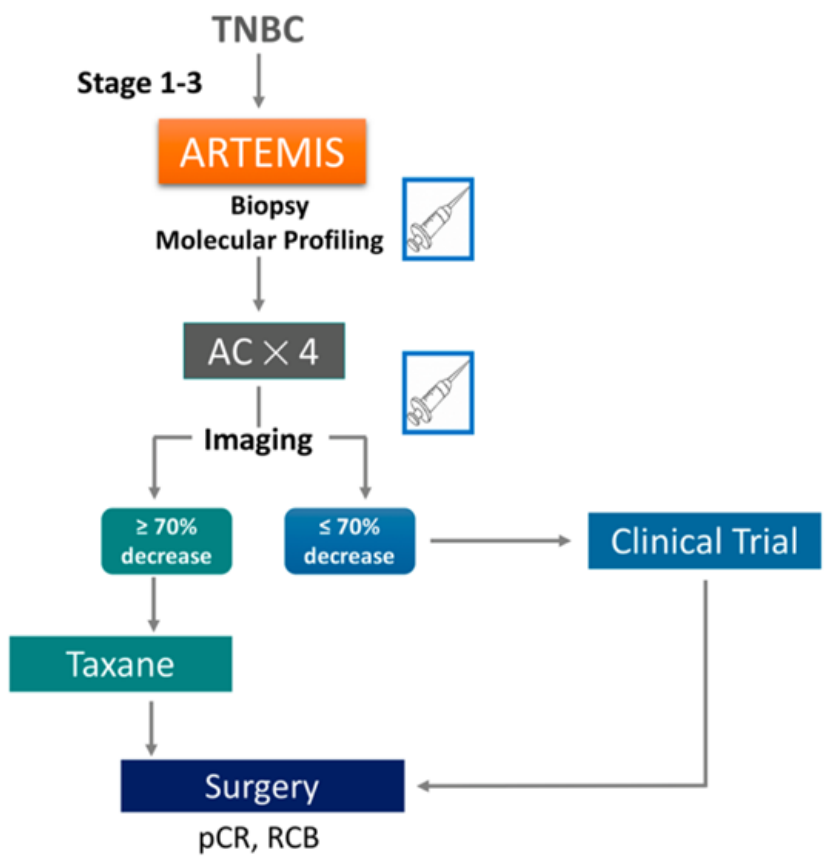 TNBC
Stage 1-3
ARTEMIS
Biopsy
Molecular Profiling
AC × 4
Imaging
≥ 70%
decrease
≤ 70%
decrease
Clinical Trial
Taxane
Surgery
pCR, RCB